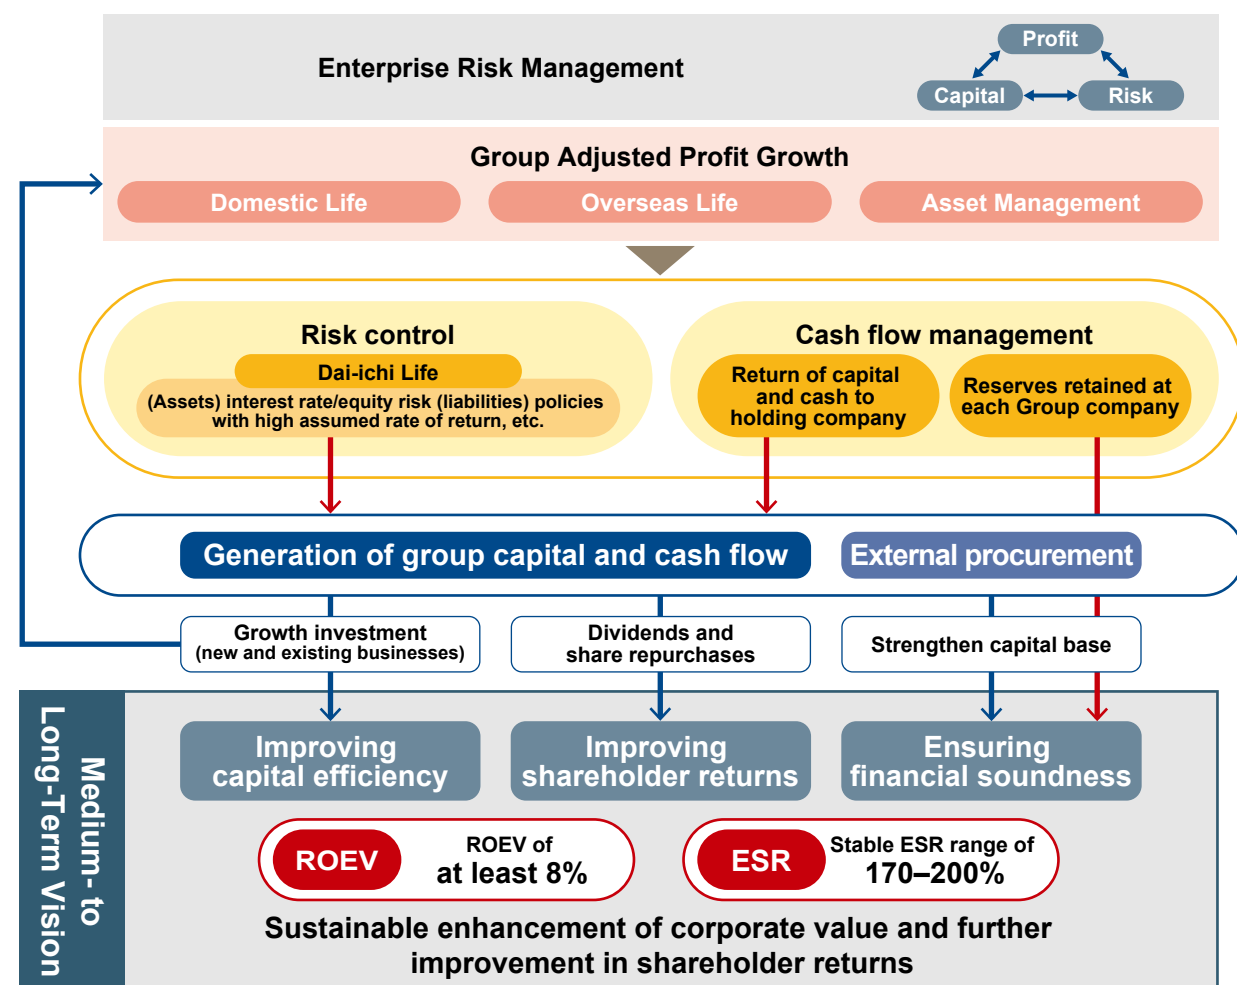 Enterprise Risk Management
Profit
Capital
Risk
Group Adjusted Profit Growth
Domestic Life
Overseas Life
Asset Management
Risk control
Dai-ichi Life
(Assets) interest rate/equity risk (liabilities) policies
with high assumed rate of return, etc.
Cash flow management
Return of capital
and cash to
holding company
Reserves retained at
each Group company
Generation of group capital and cash flow
External procurement
Growth investment
(new and existing businesses)
Dividends and
share repurchases
Strengthen capital base
Medium- to
Long-Term Vision
Improving
capital efficiency
Improving
shareholder returns
Ensuring
financial soundness
ROEV
ROEV of
at least 8%
ESR
Stable ESR range of
170–200%
Sustainable enhancement of corporate value and further
improvement in shareholder returns